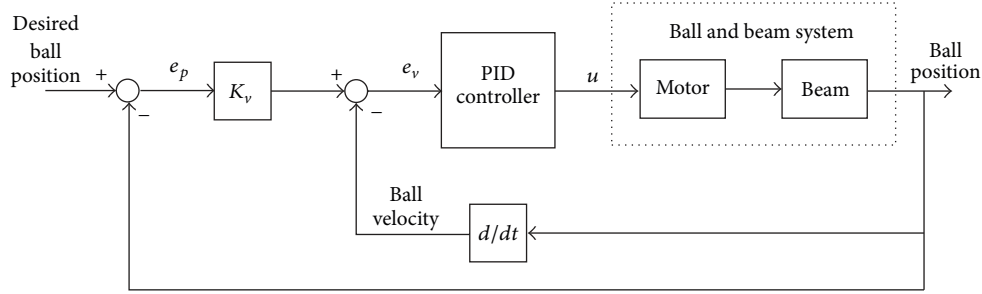 Desired
ball
position
+
−
e_p
K_v
+
−
e_v
PID
controller
u
Ball and beam system
Motor
Beam
Ball
position
Ball
velocity
d/dt